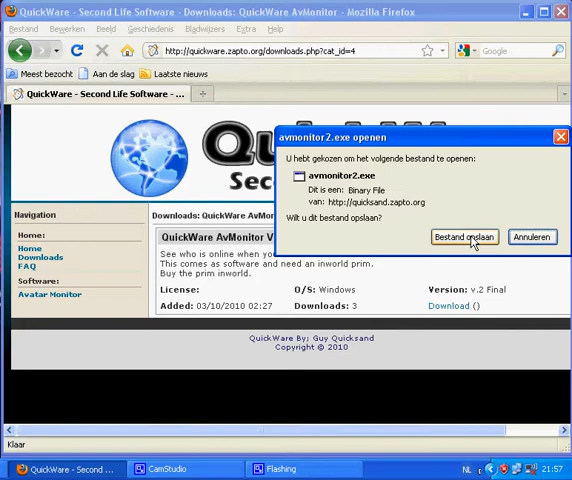 QuickWare - Second Life Software - Downloads: QuickWare AvMonitor - Mozilla Firefox
Bestand Bewerken Beeld Geschiedenis Bladwijzers Extra Help
http://quickware.zapto.org/downloads.php?cat_id=4
Google
Meest bezocht Aan de slag Laatste nieuws
QuickWare - Second Life Software - ...
Qu
Sec
avmonitor2.exe openen
U hebt gekozen om het volgende bestand te openen:
avmonitor2.exe
Dit is een: Binary File
van: http://quicksand.zapto.org
Wilt u dit bestand opslaan?
Bestand opslaan Annuleren
Navigation
Home:
Home
Downloads
FAQ
Software:
Avatar Monitor
Downloads: QuickWare AvMon
QuickWare AvMonitor V
See who is online when you
This comes as software and need an inworld prim.
Buy the prim inworld.
License: O/S: Windows Version: v.2 Final
Added: 03/10/2010 02:27 Downloads: 3 Download ()
QuickWare By; Guy Quicksand
Copyright © 2010
Klaar
QuickWare - Second ... CamStudio Flashing NL 21:57